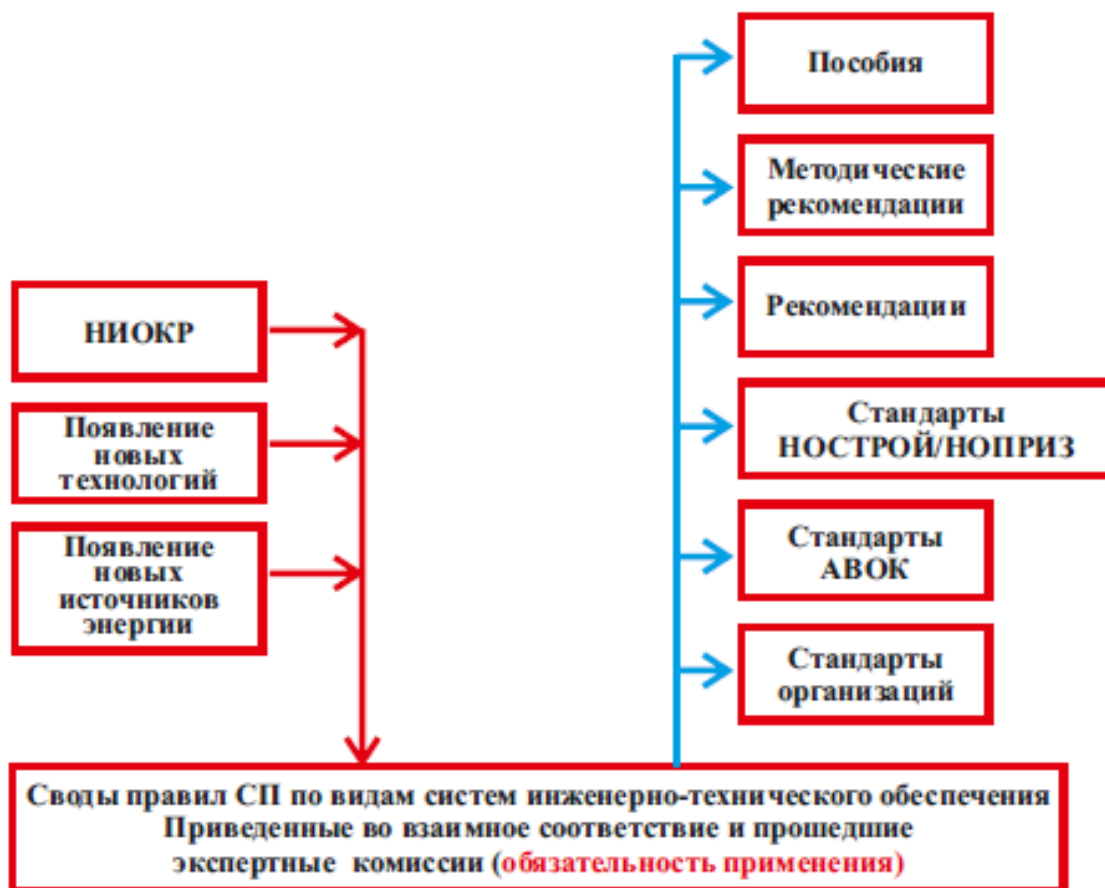 НИОКР
Появление
новых
технологий
Появление
новых
источников
энергии
Пособия
Методические
рекомендации
Рекомендации
Стандарты
НОСТРОЙ/НОПРИЗ
Стандарты
АВОК
Стандарты
организаций
Своды правил СП по видам систем инженерно-технического обеспечения
Приведенные во взаимное соответствие и прошедшие
экспертные комиссии (обязательность применения)